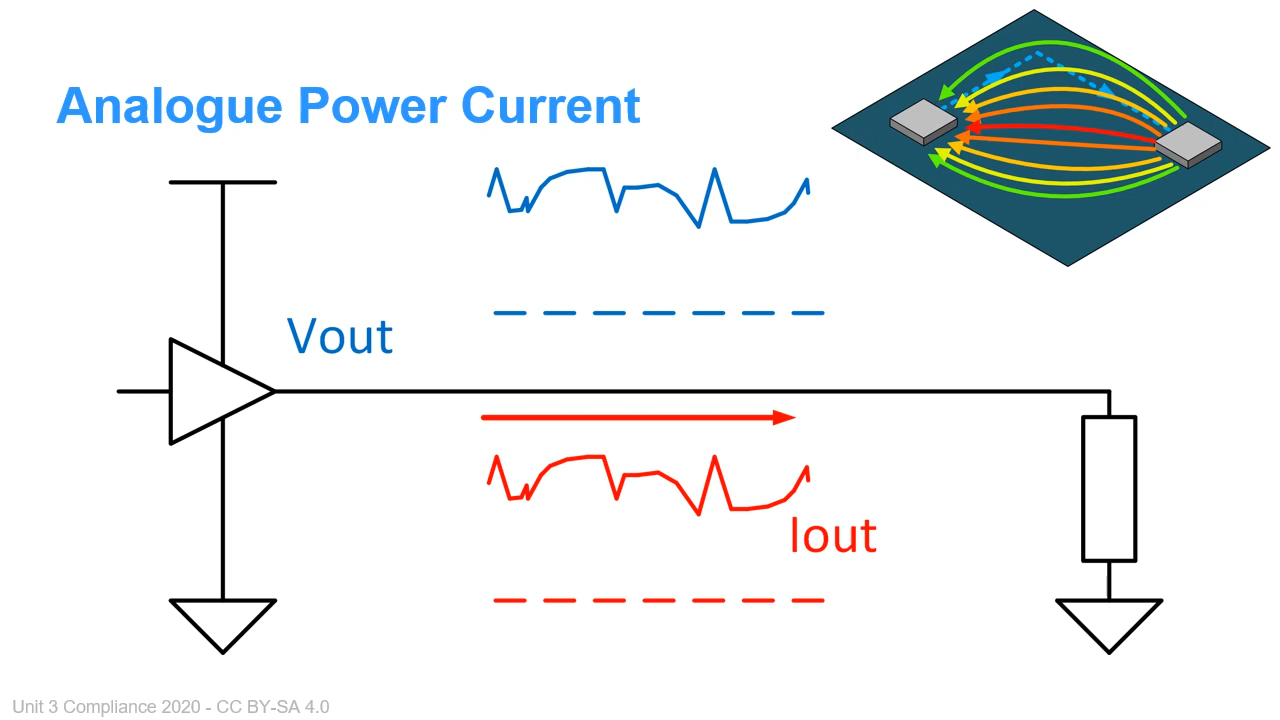 Analogue Power Current
Vout
Iout
Unit 3 Compliance 2020 - CC BY-SA 4.0